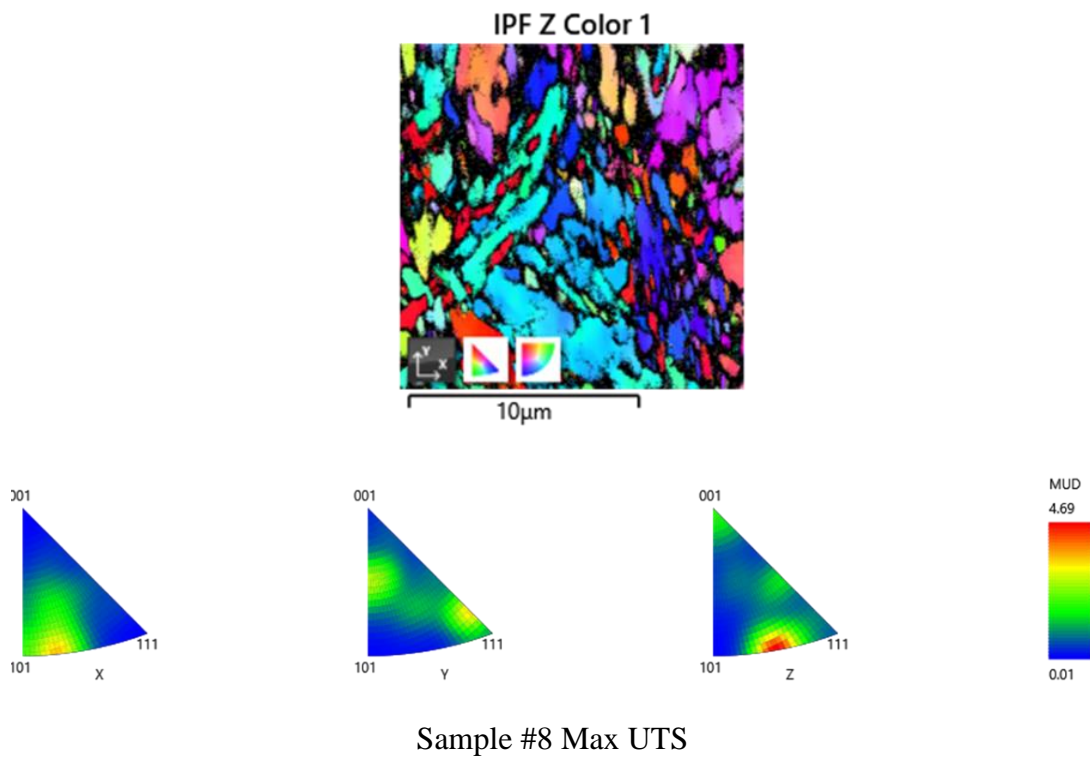 IPF Z Color 1
Y
X
10μm
001
001
001
MUD
4.69
101
111
X
101
111
Y
101
111
Z
0.01
Sample #8 Max UTS